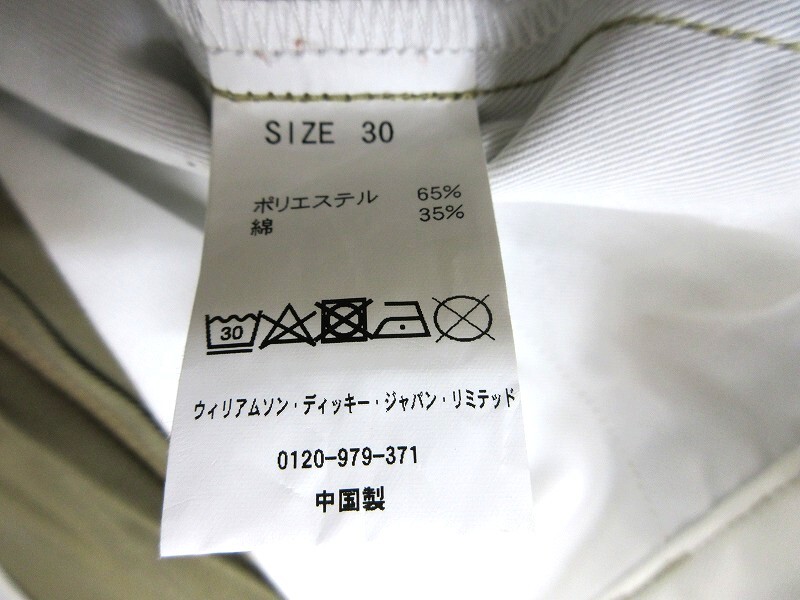 SIZE 30
ポリエステル 65%
綿 35%
30
ウィリアムソン・ディッキー・ジャパン・リミテッド
0120-979-371
中国製